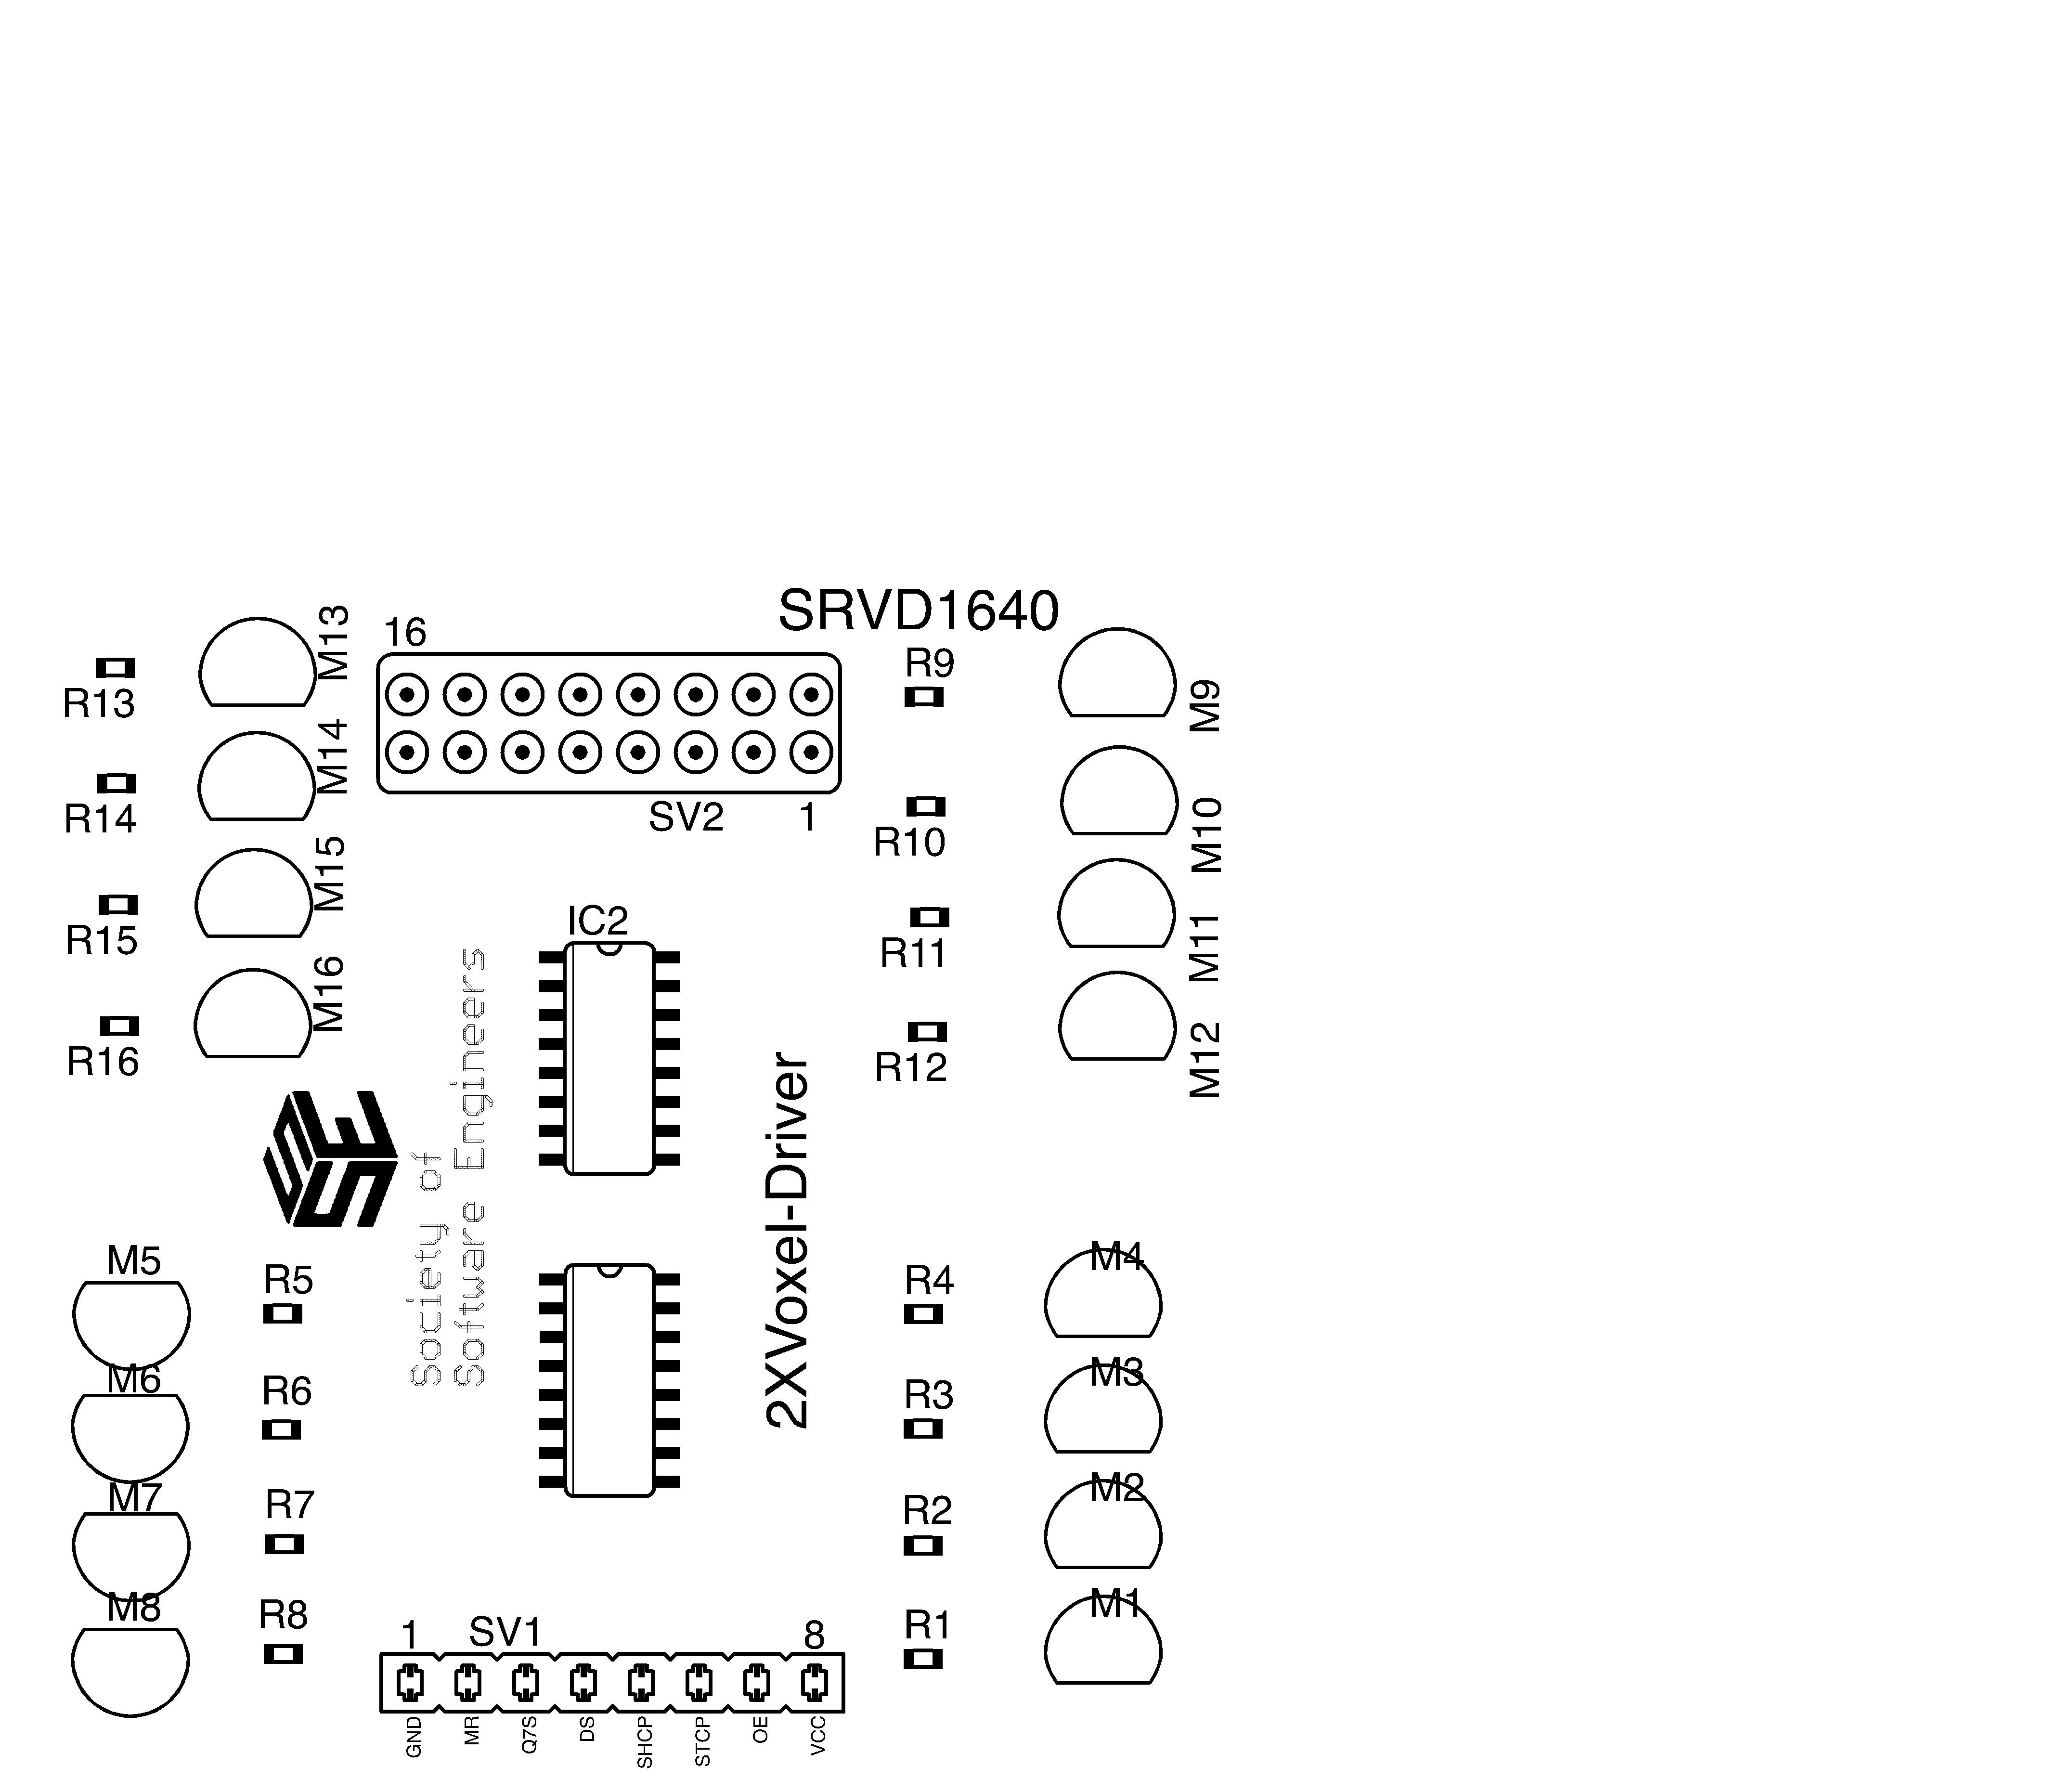 SRVD1640
M13
16
R9
R13
M9
M14
R14
SV2
1
R10
M10
M15
R15
IC2
R11
M11
M16
R16
R12
M12
Society of
Software Engineers
2XVoxel-Driver
M5
R5
R4
M4
M6
R6
R3
M3
M7
R7
R2
M2
M8
R8
1
SV1
8
R1
M1
GND
MR
Q7S
DS
SHCP
STCP
OE
VCC